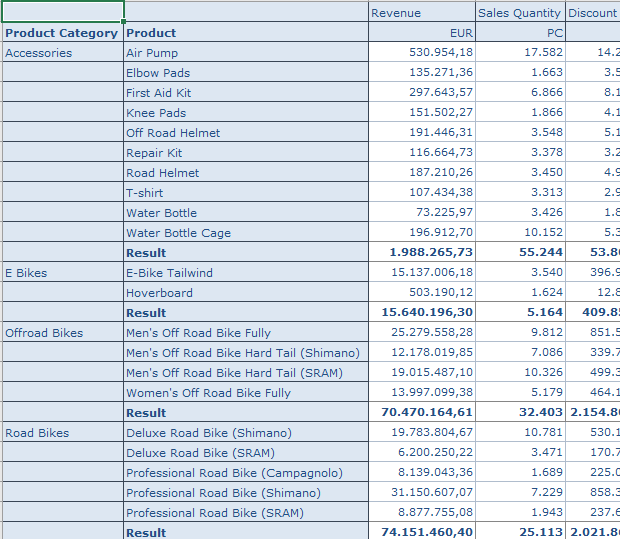 Revenue Sales Quantity Discount
Product Category Product EUR PC
Accessories Air Pump 530.954,18 17.582 14.2
Elbow Pads 135.271,36 1.663 3.5
First Aid Kit 297.643,57 6.866 8.1
Knee Pads 151.502,27 1.866 4.1
Off Road Helmet 191.446,31 3.548 5.1
Repair Kit 116.664,73 3.378 3.2
Road Helmet 187.210,26 3.450 4.9
T-shirt 107.434,38 3.313 2.9
Water Bottle 73.225,97 3.426 1.8
Water Bottle Cage 196.912,70 10.152 5.3
Result 1.988.265,73 55.244 53.8
E Bikes E-Bike Tailwind 15.137.006,18 3.540 396.9
Hoverboard 503.190,12 1.624 12.8
Result 15.640.196,30 5.164 409.8
Offroad Bikes Men's Off Road Bike Fully 25.279.558,28 9.812 851.5
Men's Off Road Bike Hard Tail (Shimano) 12.178.019,85 7.086 339.7
Men's Off Road Bike Hard Tail (SRAM) 19.015.487,10 10.326 499.3
Women's Off Road Bike Fully 13.997.099,38 5.179 464.1
Result 70.470.164,61 32.403 2.154.8
Road Bikes Deluxe Road Bike (Shimano) 19.783.804,67 10.781 530.1
Deluxe Road Bike (SRAM) 6.200.250,22 3.471 170.7
Professional Road Bike (Campagnolo) 8.139.043,36 1.689 225.0
Professional Road Bike (Shimano) 31.150.607,07 7.229 858.3
Professional Road Bike (SRAM) 8.877.755,08 1.943 237.6
Result 74.151.460,40 25.113 2.021.8